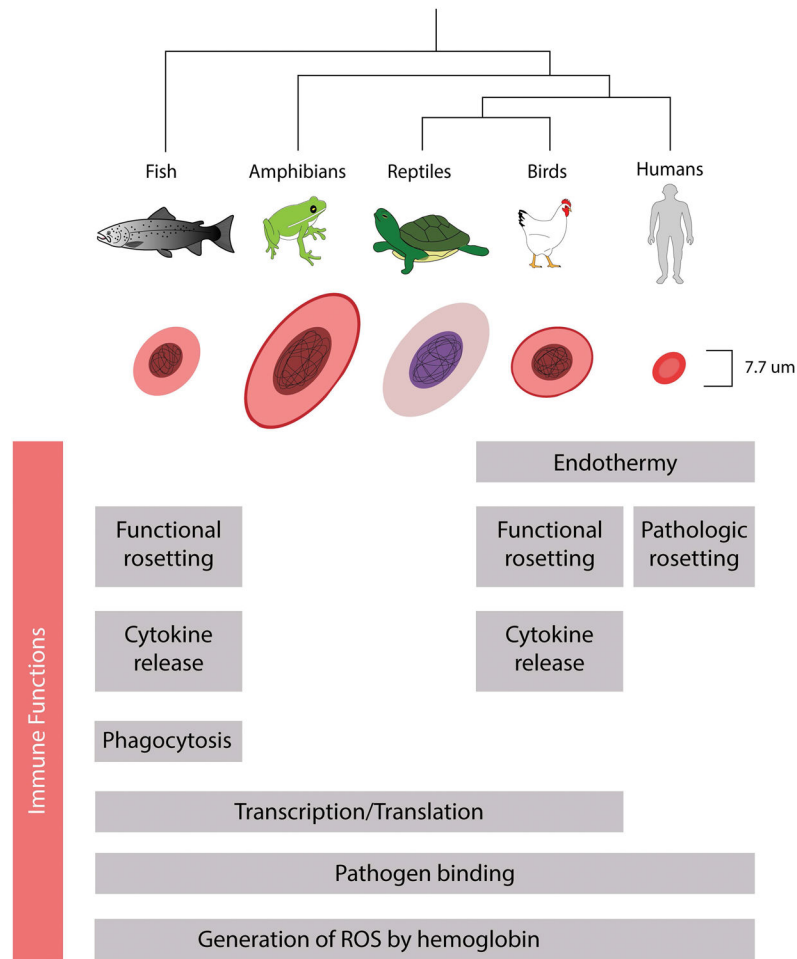 Fish
Amphibians
Reptiles
Birds
Humans
7.7 um
Immune Functions
Endothermy
Functional
rosetting
Functional
rosetting
Pathologic
rosetting
Cytokine
release
Cytokine
release
Phagocytosis
Transcription/Translation
Pathogen binding
Generation of ROS by hemoglobin